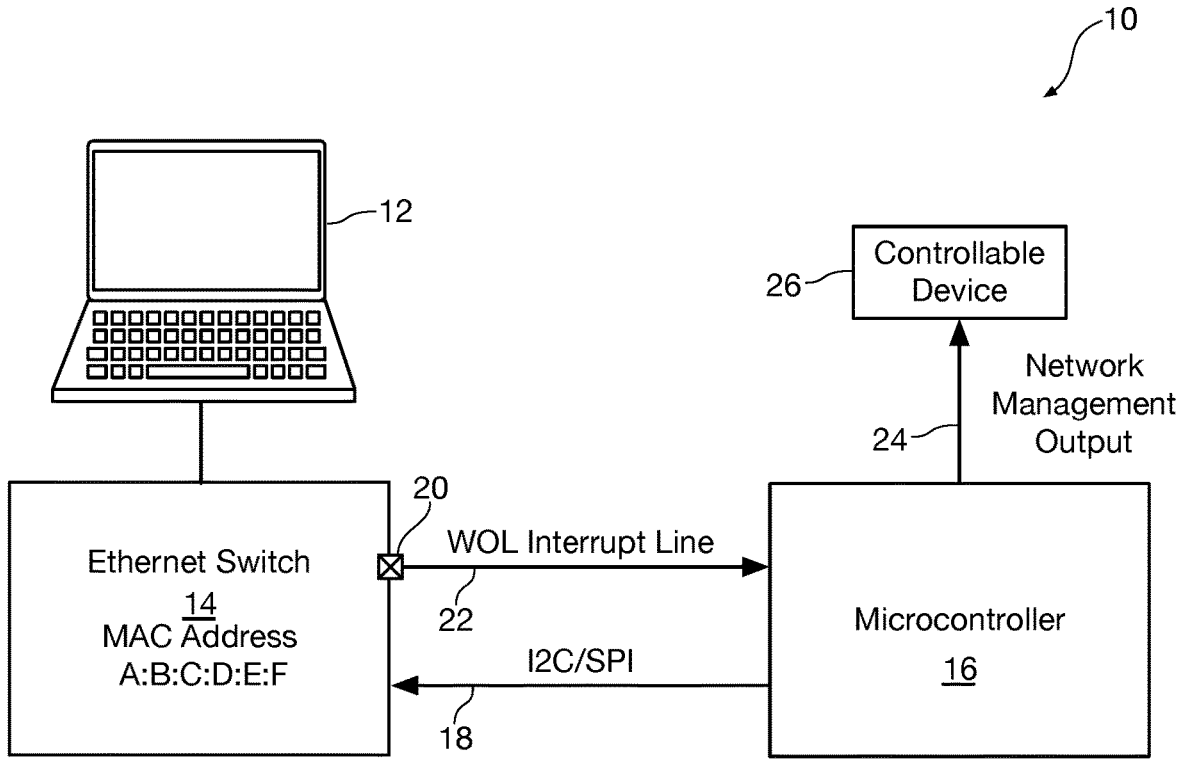 10
12
Controllable
Device
26
Network
Management
Output
24
20
Ethernet Switch
14
MAC Address
A:B:C:D:E:F
WOL Interrupt Line
22
I2C/SPI
18
Microcontroller
16